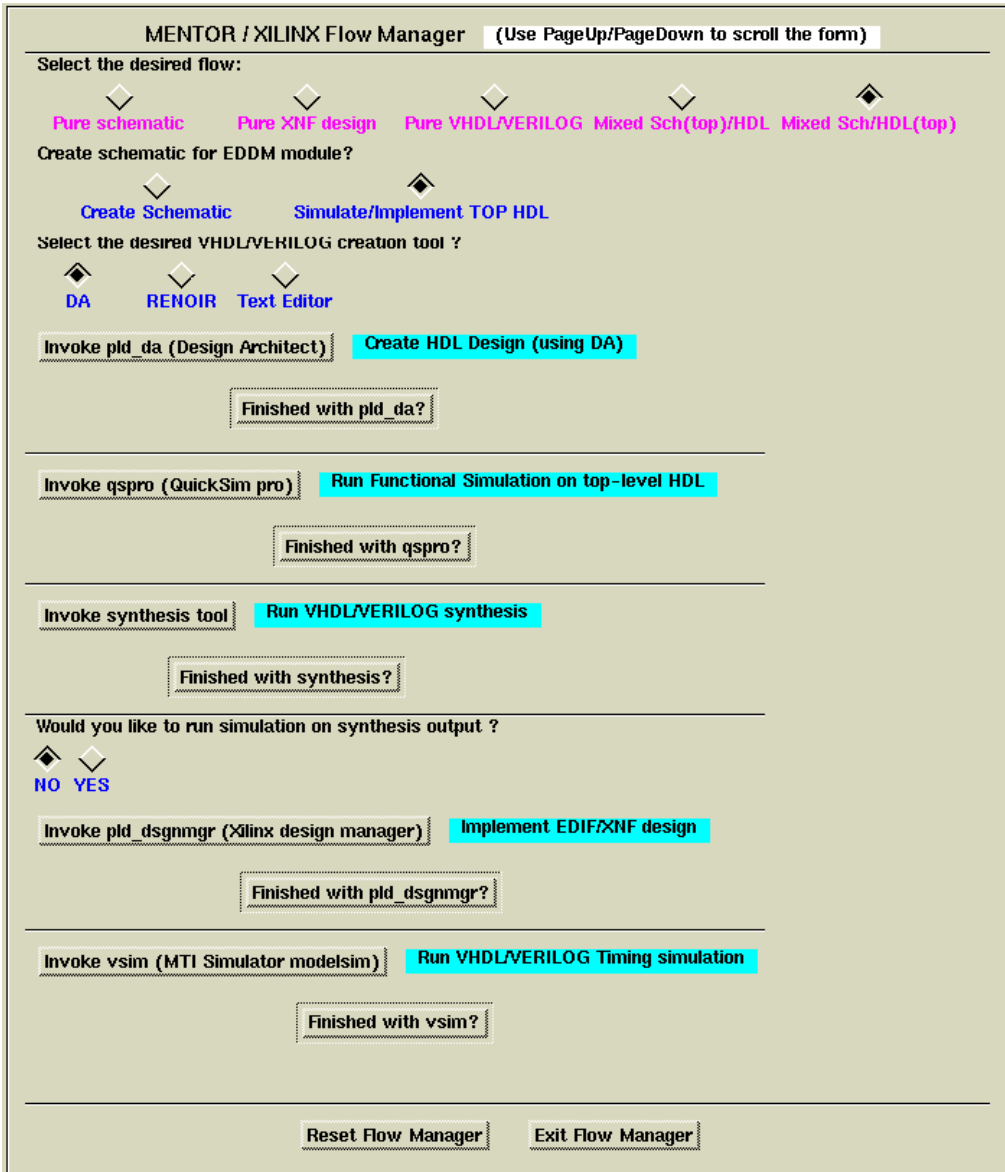 MENTOR / XILINX Flow Manager (Use PageUp/PageDown to scroll the form)
Select the desired flow:
Pure schematic Pure XNF design Pure VHDL/VERILOG Mixed Sch(top)/HDL Mixed Sch/HDL(top)
Create schematic for EDDM module?
Create Schematic Simulate/Implement TOP HDL
Select the desired VHDL/VERILOG creation tool ?
DA RENOIR Text Editor
Invoke pld_da (Design Architect) Create HDL Design (using DA)
Finished with pld_da?
Invoke qspro (QuickSim pro) Run Functional Simulation on top-level HDL
Finished with qspro?
Invoke synthesis tool Run VHDL/VERILOG synthesis
Finished with synthesis?
Would you like to run simulation on synthesis output ?
NO YES
Invoke pld_dsgnmgr (Xilinx design manager) Implement EDIF/XNF design
Finished with pld_dsgnmgr?
Invoke vsim (MTI Simulator modelsim) Run VHDL/VERILOG Timing simulation
Finished with vsim?
Reset Flow Manager Exit Flow Manager